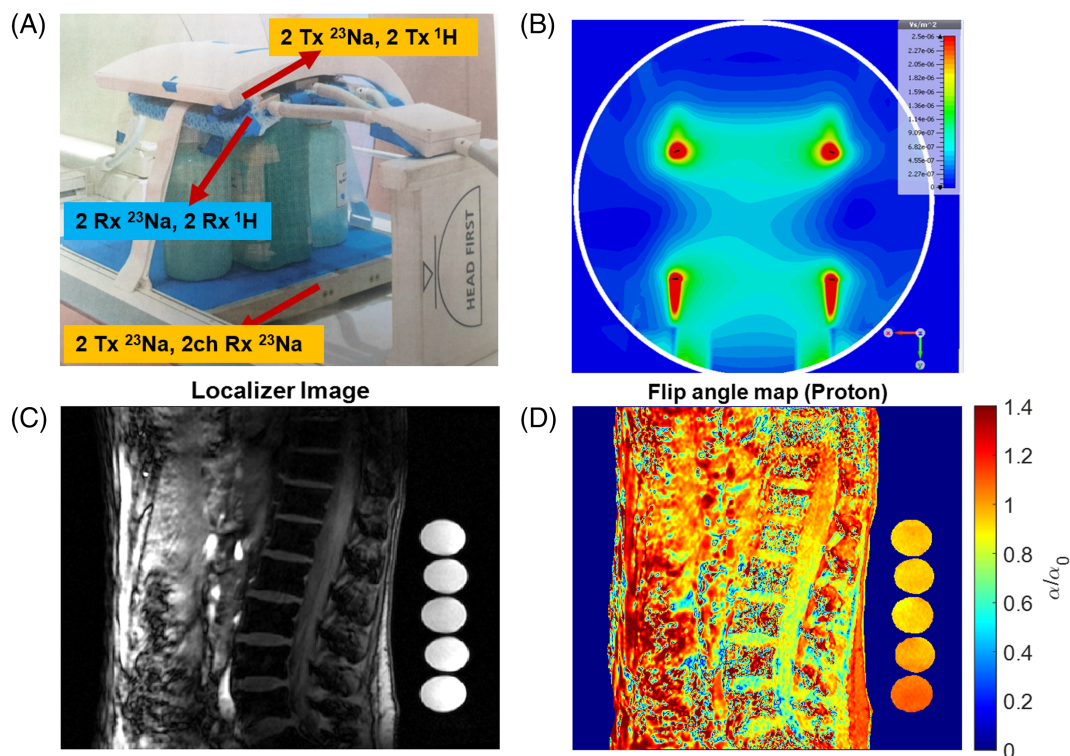 (A)
2 Tx ²³Na, 2 Tx ¹H
2 Rx ²³Na, 2 Rx ¹H
HEAD FIRST
2 Tx ²³Na, 2ch Rx ²³Na
(B)
Vs/m^2
2.5e-06
2.27e-06
2.05e-06
1.82e-06
1.59e-06
1.36e-06
1.14e-06
9.09e-07
6.82e-07
4.55e-07
2.27e-07
0
x
z
y
(C)
Localizer Image
(D)
Flip angle map (Proton)
1.4
1.2
1
0.8
0.6
0.4
0.2
0
α/α₀